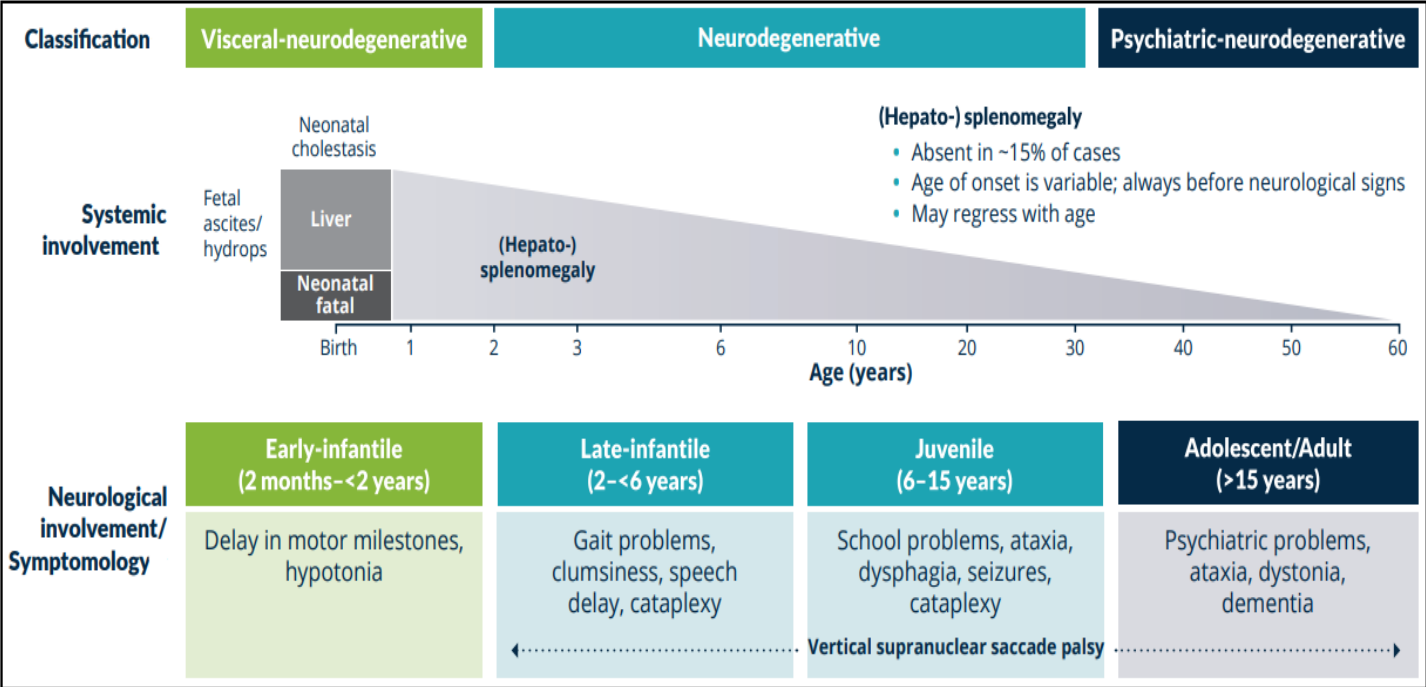 Classification
Visceral-neurodegenerative
Neurodegenerative
Psychiatric-neurodegenerative
Systemic
involvement
Neonatal
cholestasis
Fetal
ascites/
hydrops
Liver
Neonatal
fatal
(Hepato-)
splenomegaly
(Hepato-) splenomegaly
• Absent in ~15% of cases
• Age of onset is variable; always before neurological signs
• May regress with age
Birth 1 2 3 6 10 20 30 40 50 60
Age (years)
Neurological
involvement/
Symptomology
Early-infantile
(2 months–<2 years)
Delay in motor milestones,
hypotonia
Late-infantile
(2–<6 years)
Gait problems,
clumsiness, speech
delay, cataplexy
Juvenile
(6–15 years)
School problems, ataxia,
dysphagia, seizures,
cataplexy
Adolescent/Adult
(>15 years)
Psychiatric problems,
ataxia, dystonia,
dementia
Vertical supranuclear saccade palsy